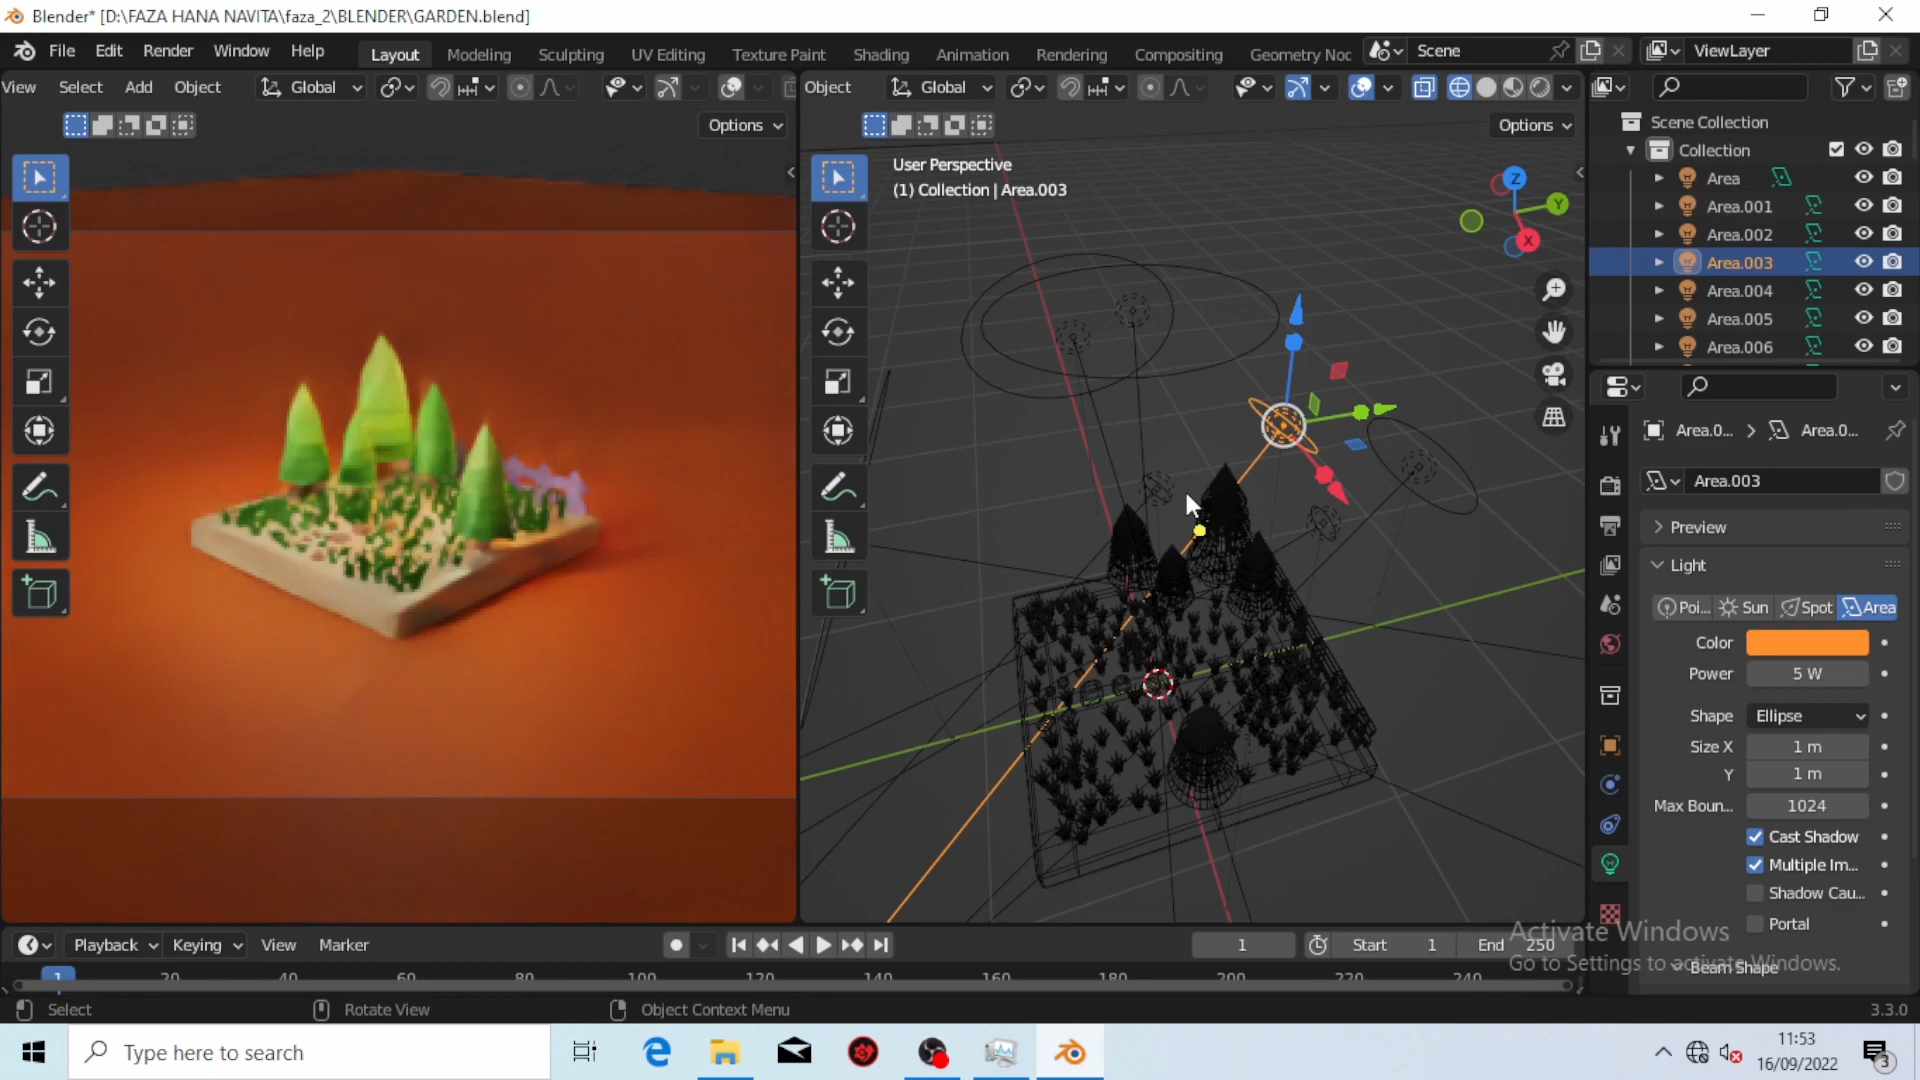 Blender* [D:\FAZA HANA NAVITA\faza_2\BLENDER\GARDEN.blend]
File Edit Render Window Help Layout Modeling Sculpting UV Editing Texture Paint Shading Animation Rendering Compositing Geometry Noc Scene ViewLayer
View Select Add Object Global Object Global
Options Options
User Perspective
(1) Collection | Area.003
Z
Y
X
Scene Collection
Collection
Area
Area.001
Area.002
Area.003
Area.004
Area.005
Area.006
Area.0... > Area.0...
Area.003
Preview
Light
Poi... Sun Spot Area
Color
Power 5 W
Shape Ellipse
Size X 1 m
Y 1 m
Max Boun... 1024
Cast Shadow
Multiple Im...
Shadow Cau...
Portal
Beam Shape
Activate Windows
Go to Settings to activate Windows.
Playback Keying View Marker 1 Start 1 End 250
1 20 40 60 80 100 120 140 160 180 200 220 240
Select Rotate View Object Context Menu 3.3.0
Type here to search
11:53
16/09/2022
3